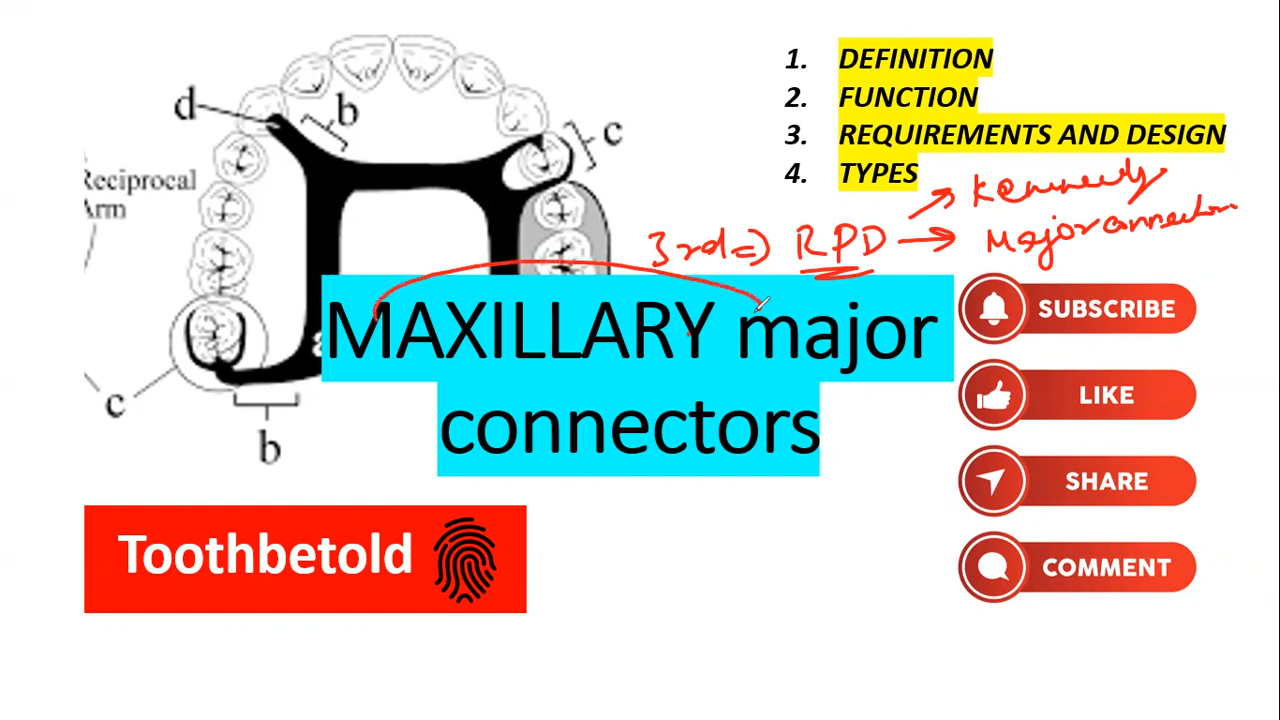 d
b
c
Reciprocal
Arm
1. DEFINITION
2. FUNCTION
3. REQUIREMENTS AND DESIGN
4. TYPES
Kennedy
3rd => RPD
Major connectors
MAXILLARY major
connectors
c
b
SUBSCRIBE
LIKE
SHARE
COMMENT
Toothbetold